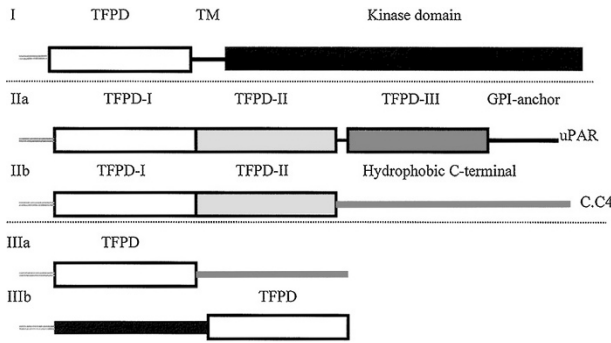 I TFPD TM Kinase domain
IIa TFPD-I TFPD-II TFPD-III GPI-anchor
uPAR
IIb TFPD-I TFPD-II Hydrophobic C-terminal
C.C4
IIIa TFPD
IIIb TFPD